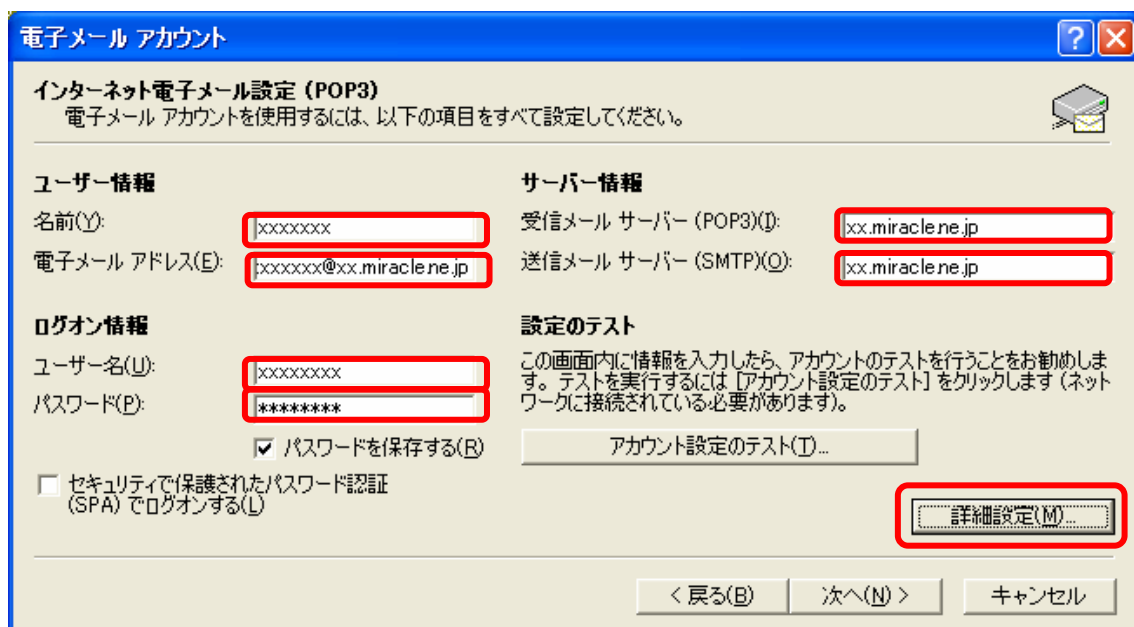 電子メール アカウント
インターネット電子メール設定 (POP3)
電子メール アカウントを使用するには、以下の項目をすべて設定してください。
ユーザー情報
名前(Y):
xxxxxxx
電子メール アドレス(E):
xxxxxx@xx.miracle.ne.jp
ログオン情報
ユーザー名(U):
xxxxxxxx
パスワード(P):
********
パスワードを保存する(R)
セキュリティで保護されたパスワード認証
(SPA) でログオンする(L)
サーバー情報
受信メール サーバー (POP3)(I):
xx.miracle.ne.jp
送信メール サーバー (SMTP)(O):
xx.miracle.ne.jp
設定のテスト
この画面内に情報を入力したら、アカウントのテストを行うことをお勧めしま
す。テストを実行するには [アカウント設定のテスト] をクリックします (ネット
ワークに接続されている必要があります)。
アカウント設定のテスト(T)...
詳細設定(M)...
< 戻る(B)
次へ(N) >
キャンセル